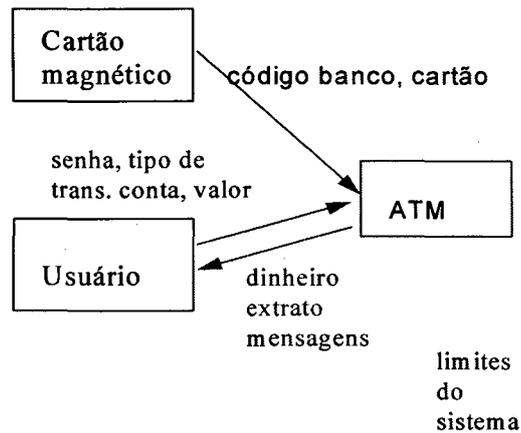 Cartão
magnético
código banco, cartão
senha, tipo de
trans. conta, valor
ATM
Usuário
dinheiro
extrato
mensagens
limites
do
sistema